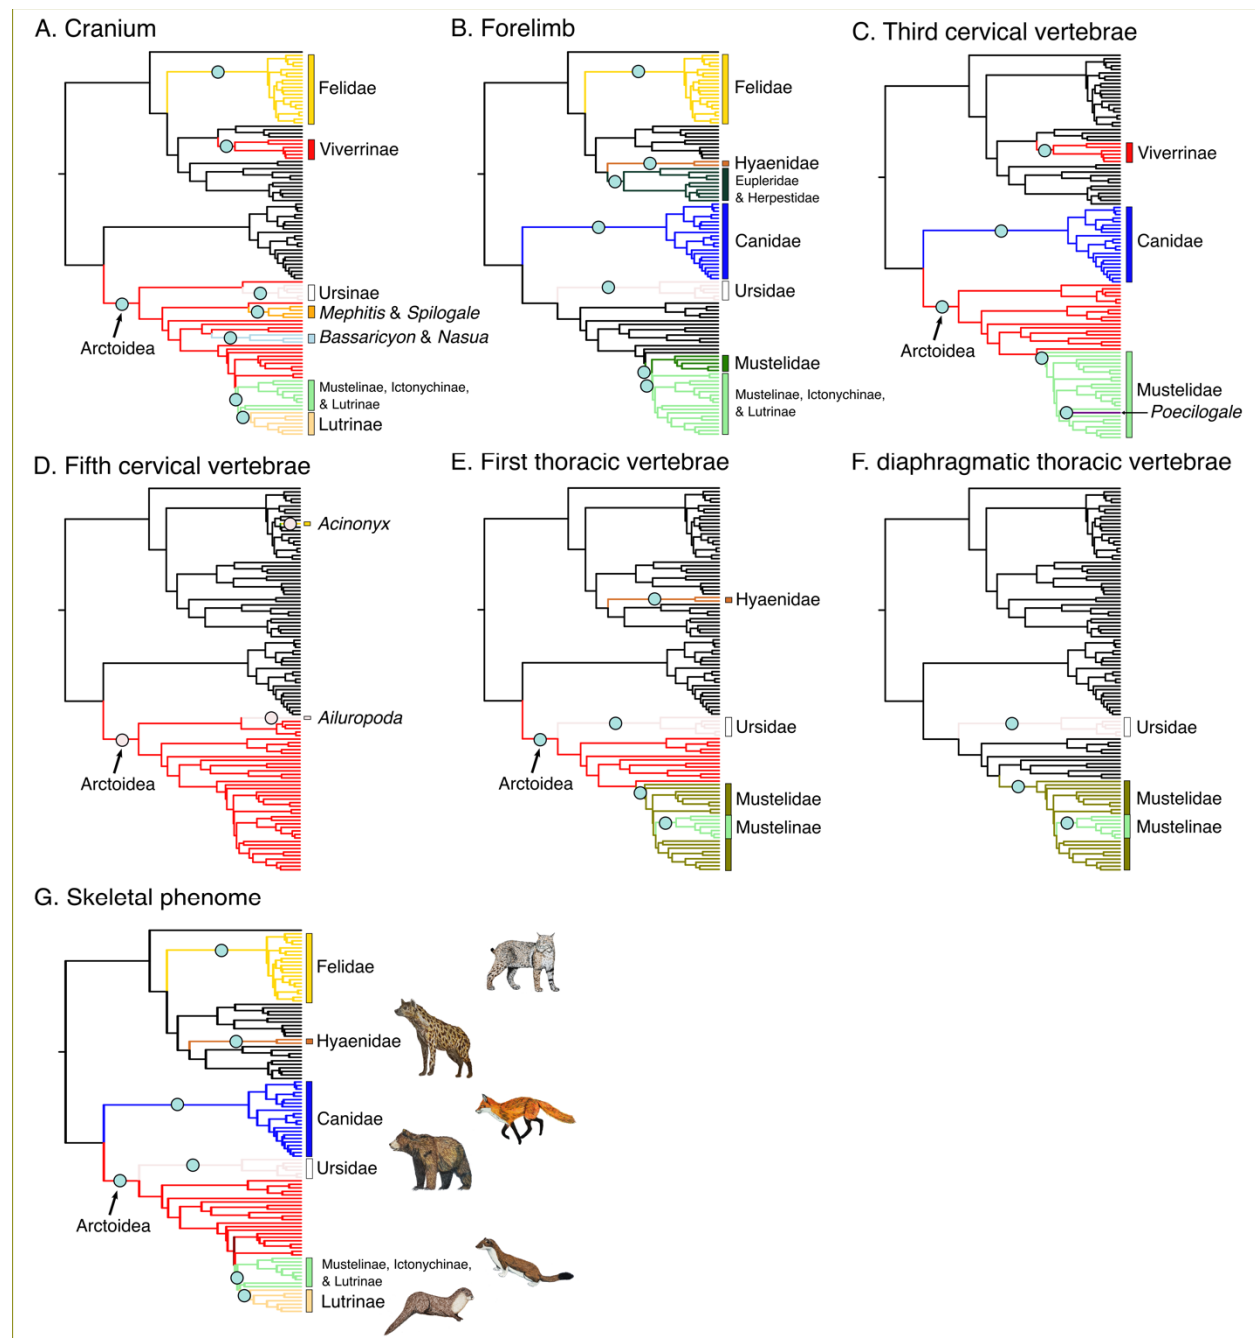 A. Cranium
Felidae
Viverrinae
Ursinae
Mephitis & Spilogale
Bassaricyon & Nasua
Arctoidea
Mustelinae, Ictonychinae,
& Lutrinae
Lutrinae
B. Forelimb
Felidae
Hyaenidae
Eupleridae
& Herpestidae
Canidae
Ursidae
Mustelidae
Mustelinae, Ictonychinae,
& Lutrinae
C. Third cervical vertebrae
Viverrinae
Canidae
Arctoidea
Mustelidae
Poecilogale
D. Fifth cervical vertebrae
Acinonyx
Ailuropoda
Arctoidea
E. First thoracic vertebrae
Hyaenidae
Ursidae
Arctoidea
Mustelidae
Mustelinae
F. diaphragmatic thoracic vertebrae
Ursidae
Mustelidae
Mustelinae
G. Skeletal phenome
Felidae
Hyaenidae
Canidae
Ursidae
Arctoidea
Mustelinae, Ictonychinae,
& Lutrinae
Lutrinae